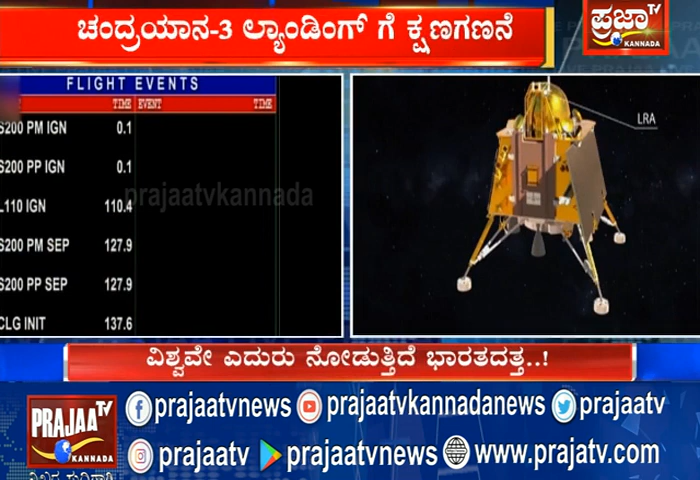 ಚಂದ್ರಯಾನ-3 ಲ್ಯಾಂಡಿಂಗ್ ಗೆ ಕ್ಷಣಗಣನೆ
ಪ್ರಜಾ TV
KANNADA
FLIGHT EVENTS
TIME EVENT TIME
S200 PM IGN 0.1
S200 PP IGN 0.1
L110 IGN 110.4
S200 PM SEP 127.9
S200 PP SEP 127.9
CLG INIT 137.6
prajaatvkannada
LRA
ವಿಶ್ವವೇ ಎದುರು ನೋಡುತ್ತಿದೆ ಭಾರತದತ್ತ..!
PRAJAA TV
KANNADA
prajaatvnews prajaatvkannadanews prajaatv
prajaatv prajaatvnews www.prajatv.com